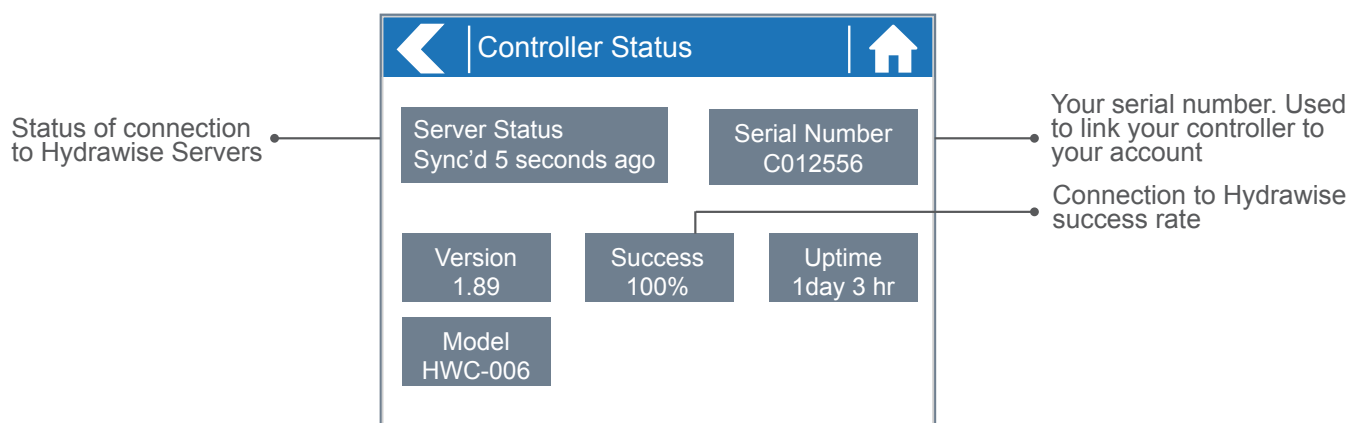 Controller Status
Status of connection
to Hydrawise Servers
Server Status
Sync’d 5 seconds ago
Serial Number
C012556
Your serial number. Used
to link your controller to
your account
Connection to Hydrawise
success rate
Version
1.89
Success
100%
Uptime
1day 3 hr
Model
HWC-006